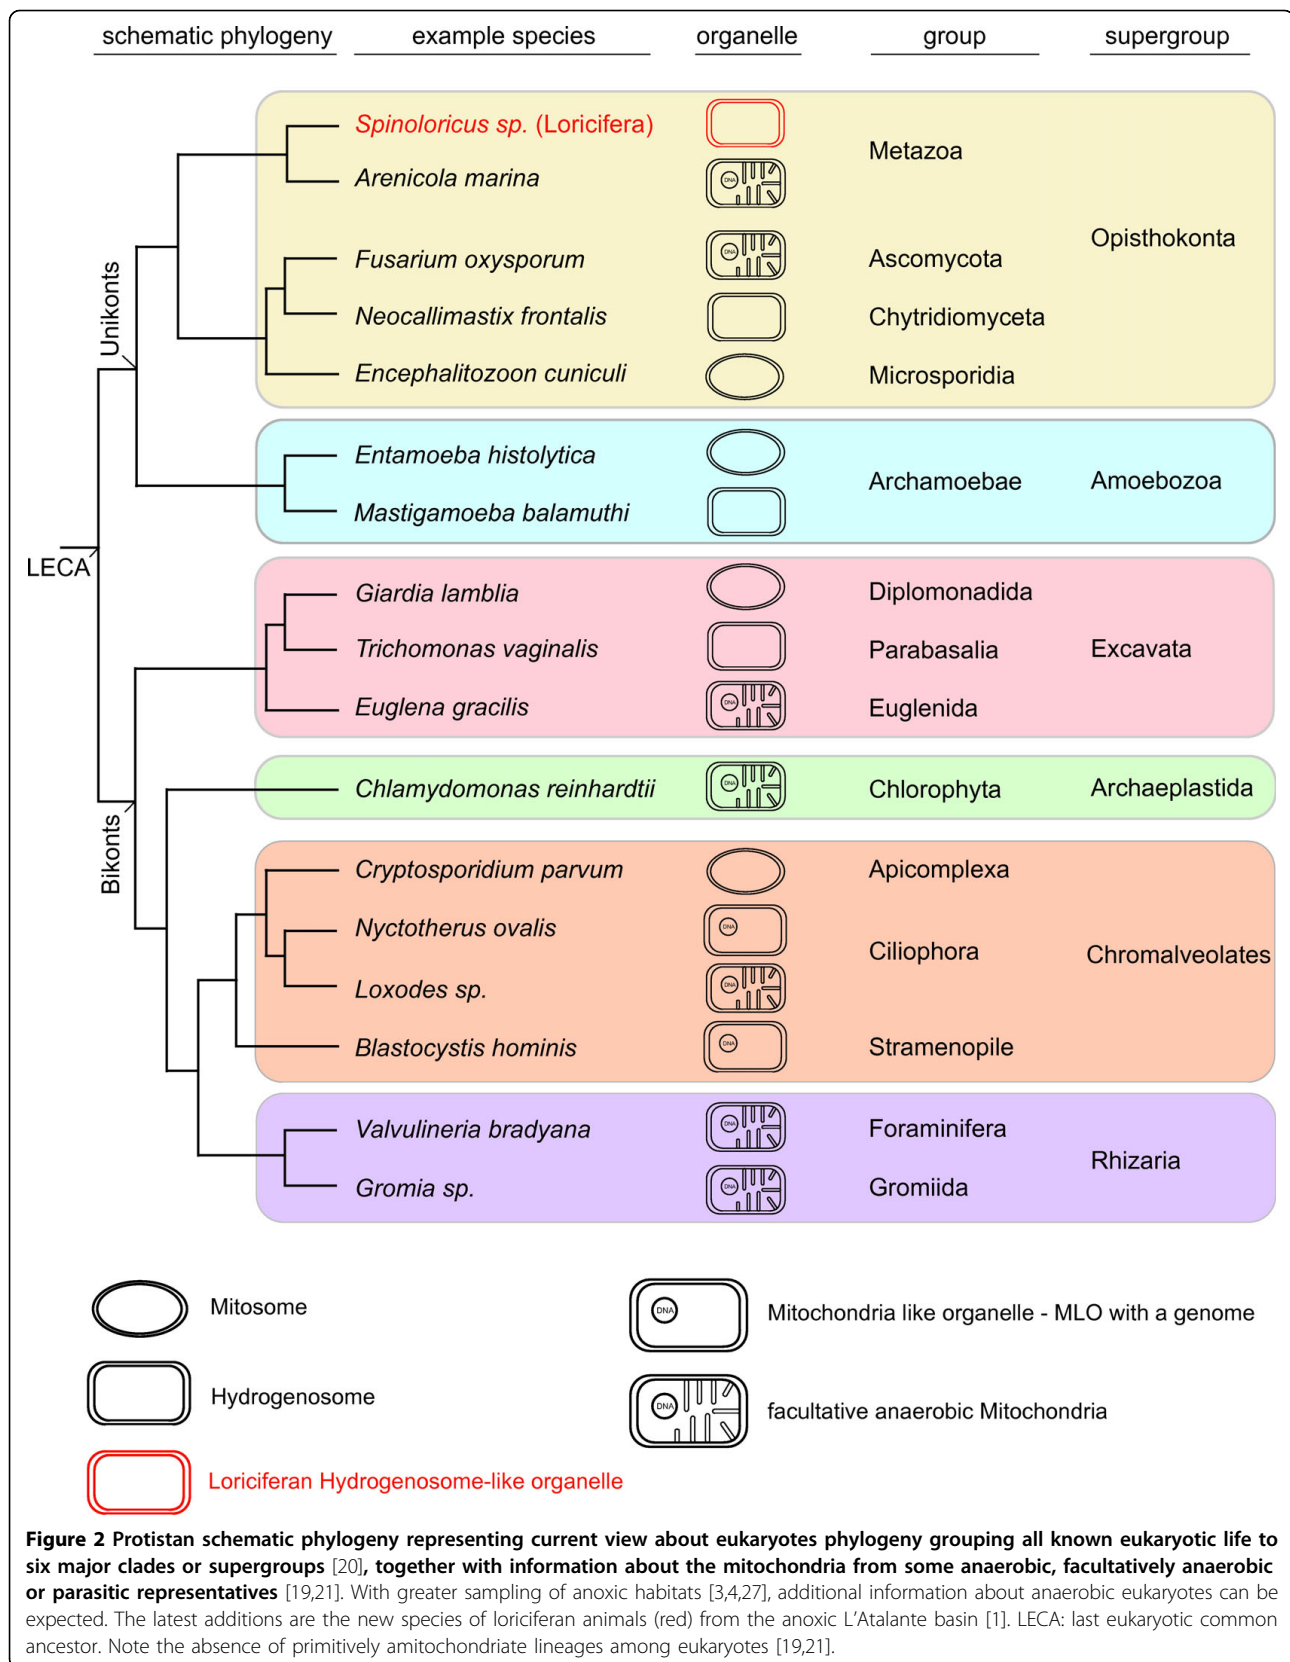 schematic phylogeny example species organelle group supergroup
Spinoloricus sp. (Loricifera)
Metazoa
Arenicola marina
DNA
Opisthokonta
Fusarium oxysporum
DNA
Ascomycota
Neocallimastix frontalis
Chytridiomyceta
Encephalitozoon cuniculi
Microsporidia
Unikonts
Entamoeba histolytica
Archamoebae
Amoebozoa
Mastigamoeba balamuthi
LECA
Giardia lamblia
Diplomonadida
Trichomonas vaginalis
Parabasalia
Excavata
Euglena gracilis
DNA
Euglenida
Chlamydomonas reinhardtii
DNA
Chlorophyta
Archaeplastida
Bikonts
Cryptosporidium parvum
Apicomplexa
Nyctotherus ovalis
DNA
Ciliophora
Chromalveolates
Loxodes sp.
DNA
Blastocystis hominis
DNA
Stramenopile
Valvulineria bradyana
DNA
Foraminifera
Rhizaria
Gromia sp.
DNA
Gromiida
Mitosome
DNA
Mitochondria like organelle - MLO with a genome
Hydrogenosome
DNA
facultative anaerobic Mitochondria
Loriciferan Hydrogenosome-like organelle
Figure 2 Protistan schematic phylogeny representing current view about eukaryotes phylogeny grouping all known eukaryotic life to
six major clades or supergroups [20], together with information about the mitochondria from some anaerobic, facultatively anaerobic
or parasitic representatives [19,21]. With greater sampling of anoxic habitats [3,4,27], additional information about anaerobic eukaryotes can be
expected. The latest additions are the new species of loriciferan animals (red) from the anoxic L’Atalante basin [1]. LECA: last eukaryotic common
ancestor. Note the absence of primitively amitochondriate lineages among eukaryotes [19,21].